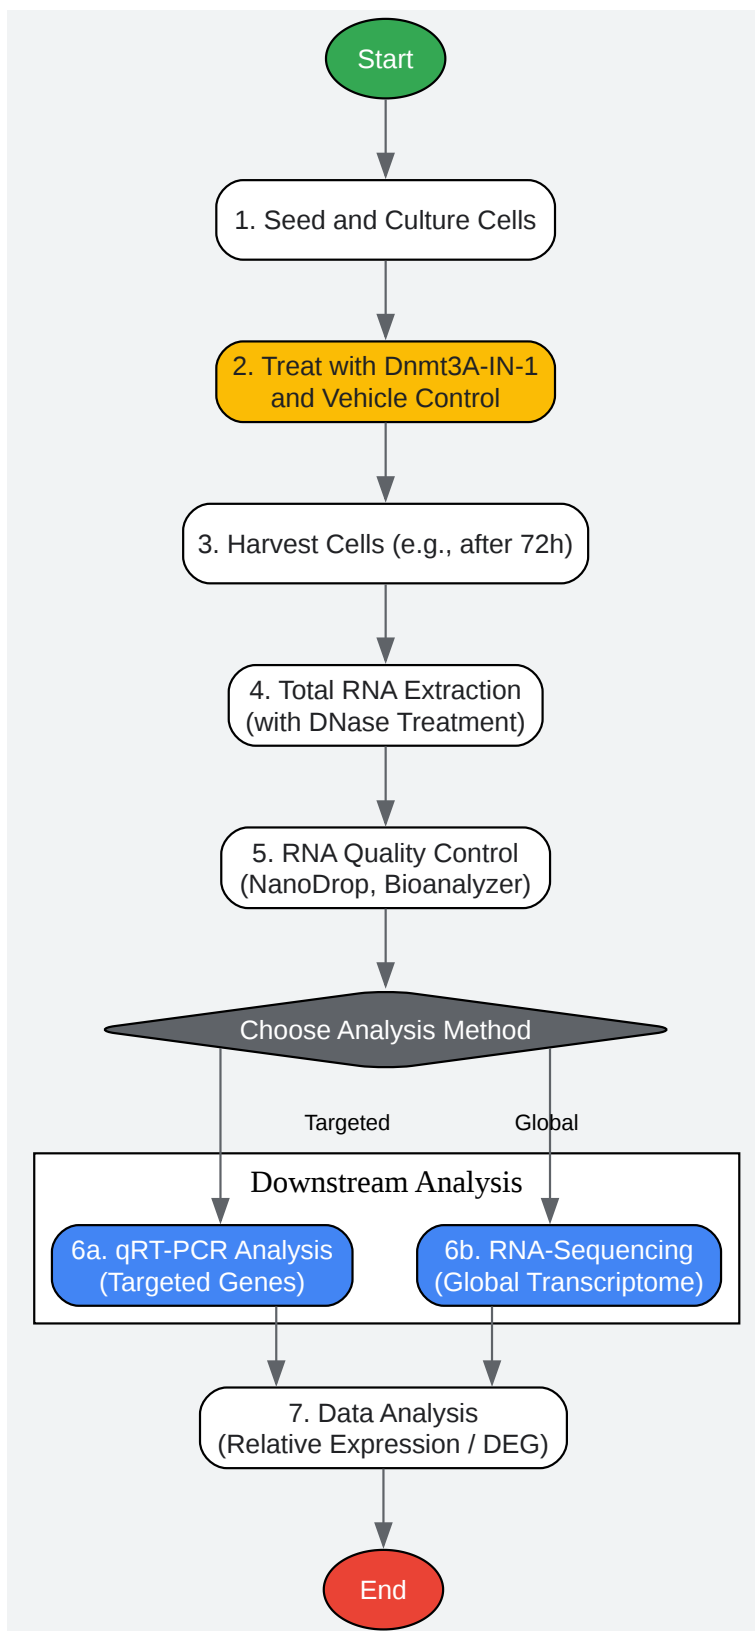 Start
1. Seed and Culture Cells
2. Treat with Dnmt3A-IN-1
and Vehicle Control
3. Harvest Cells (e.g., after 72h)
4. Total RNA Extraction
(with DNase Treatment)
5. RNA Quality Control
(NanoDrop, Bioanalyzer)
Choose Analysis Method
Targeted
Global
Downstream Analysis
6a. qRT-PCR Analysis
(Targeted Genes)
6b. RNA-Sequencing
(Global Transcriptome)
7. Data Analysis
(Relative Expression / DEG)
End